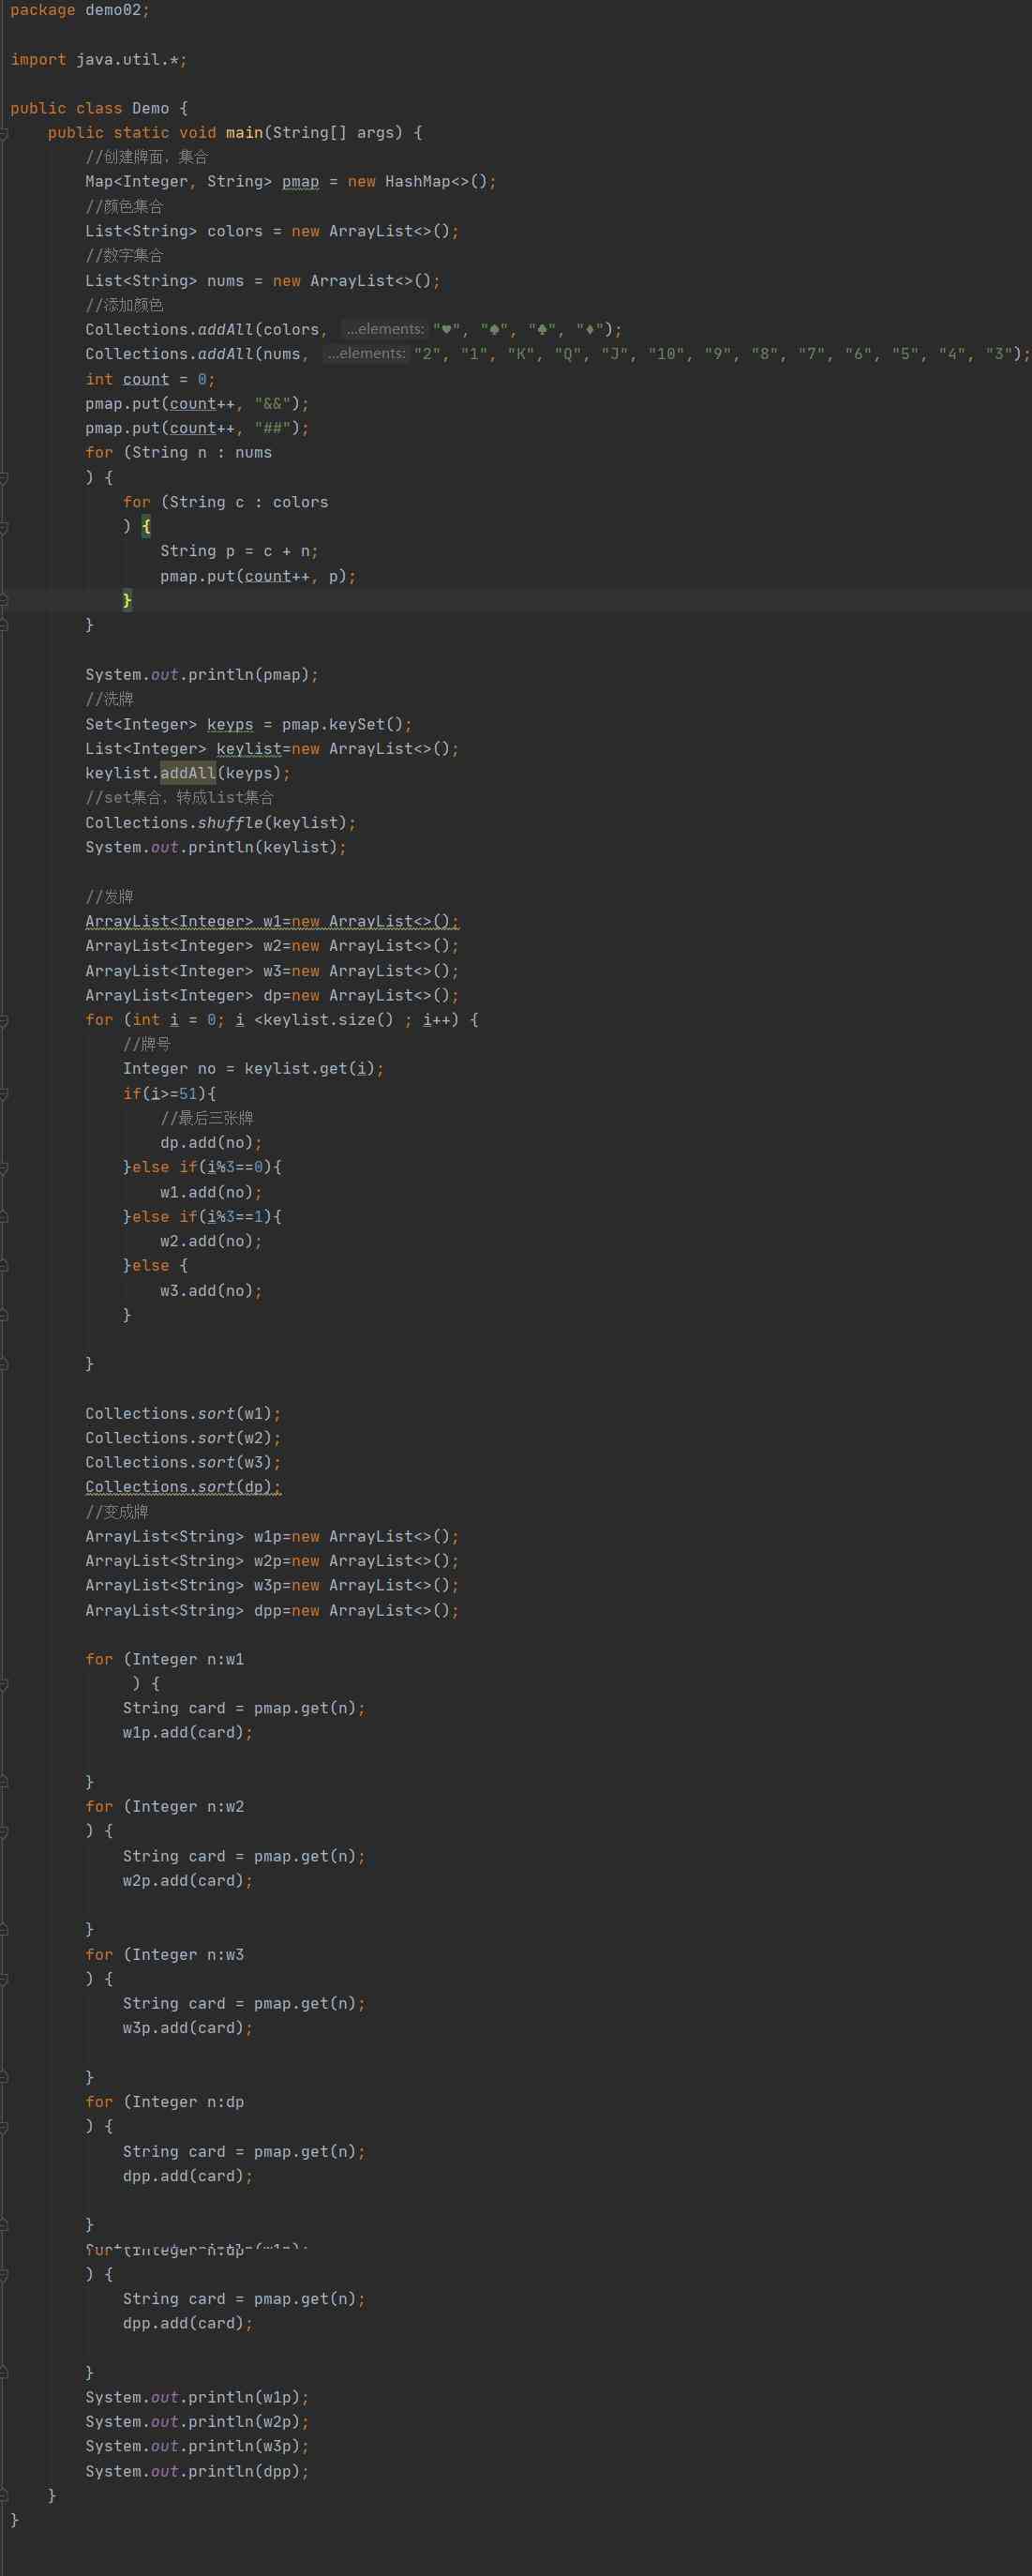 package demo02;
import java.util.*;
public class Demo {
public static void main(String[] args) {
//创建牌面，集合
Map<Integer, String> pmap = new HashMap<>();
//颜色集合
List<String> colors = new ArrayList<>();
//数字集合
List<String> nums = new ArrayList<>();
//添加颜色
Collections.addAll(colors, ...elements: "♥", "♠", "♣", "♦");
Collections.addAll(nums, ...elements: "2", "1", "K", "Q", "J", "10", "9", "8", "7", "6", "5", "4", "3");
int count = 0;
pmap.put(count++, "&&");
pmap.put(count++, "##");
for (String n : nums
) {
for (String c : colors
) {
String p = c + n;
pmap.put(count++, p);
}
}
System.out.println(pmap);
//洗牌
Set<Integer> keyps = pmap.keySet();
List<Integer> keylist=new ArrayList<>();
keylist.addAll(keyps);
//set集合，转成list集合
Collections.shuffle(keylist);
System.out.println(keylist);
//发牌
ArrayList<Integer> w1=new ArrayList<>();
ArrayList<Integer> w2=new ArrayList<>();
ArrayList<Integer> w3=new ArrayList<>();
ArrayList<Integer> dp=new ArrayList<>();
for (int i = 0; i <keylist.size() ; i++) {
//牌号
Integer no = keylist.get(i);
if(i>=51){
//最后三张牌
dp.add(no);
}else if(i%3==0){
w1.add(no);
}else if(i%3==1){
w2.add(no);
}else {
w3.add(no);
}
}
Collections.sort(w1);
Collections.sort(w2);
Collections.sort(w3);
Collections.sort(dp);
//变成牌
ArrayList<String> w1p=new ArrayList<>();
ArrayList<String> w2p=new ArrayList<>();
ArrayList<String> w3p=new ArrayList<>();
ArrayList<String> dpp=new ArrayList<>();
for (Integer n:w1
) {
String card = pmap.get(n);
w1p.add(card);
}
for (Integer n:w2
) {
String card = pmap.get(n);
w2p.add(card);
}
for (Integer n:w3
) {
String card = pmap.get(n);
w3p.add(card);
}
for (Integer n:dp
) {
String card = pmap.get(n);
dpp.add(card);
}
) {
String card = pmap.get(n);
dpp.add(card);
}
System.out.println(w1p);
System.out.println(w2p);
System.out.println(w3p);
System.out.println(dpp);
}
}